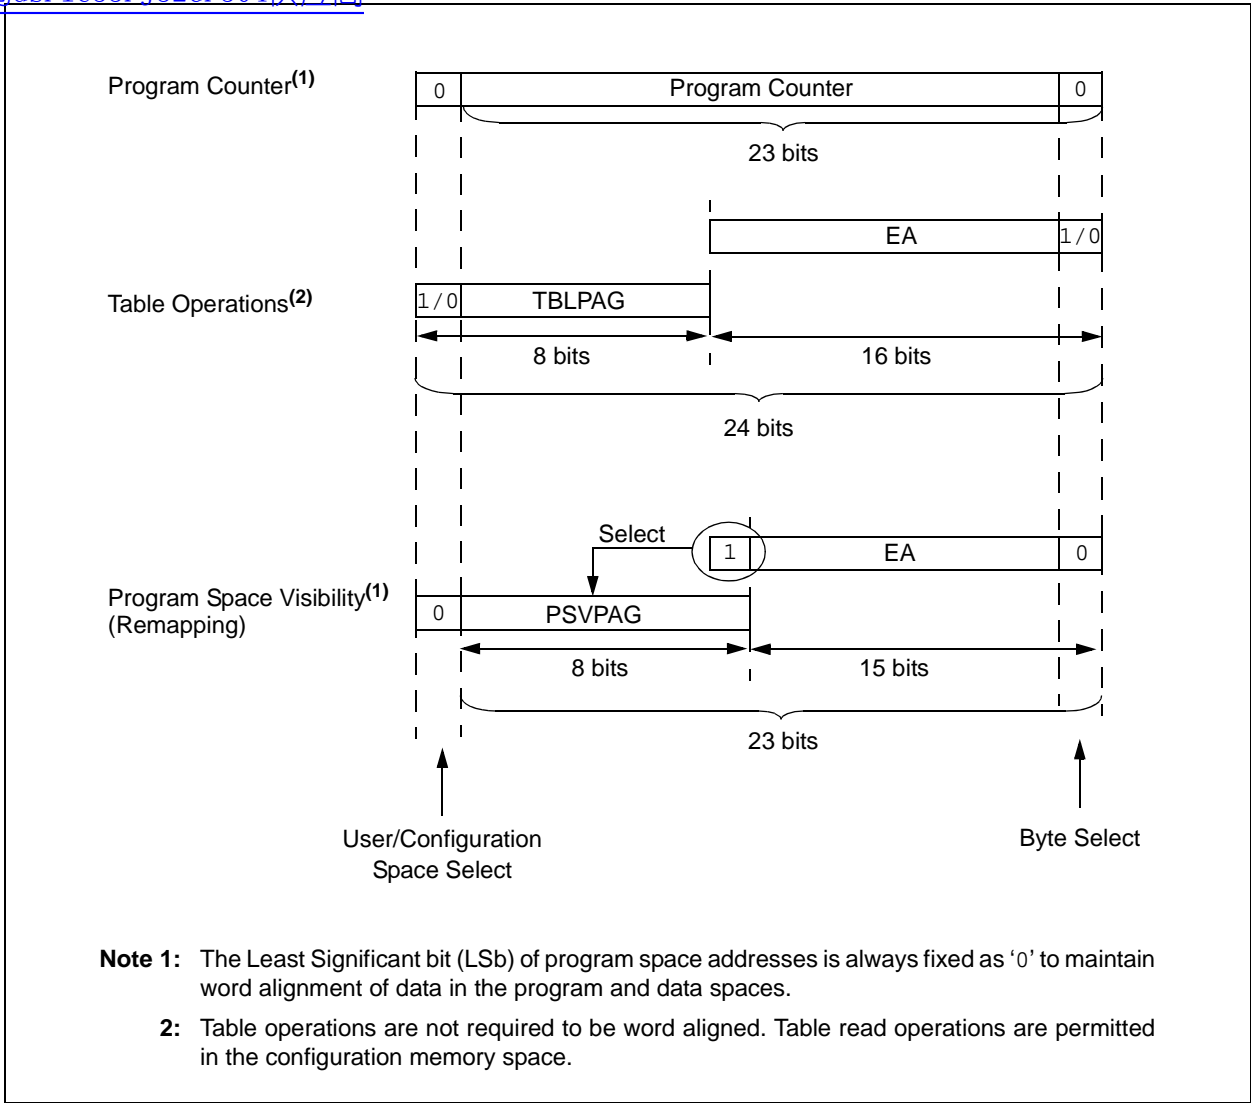 Program Counter(1)
0
Program Counter
0
23 bits
EA
1/0
Table Operations(2)
1/0
TBLPAG
8 bits
16 bits
24 bits
Select
1
EA
0
Program Space Visibility(1)
(Remapping)
0
PSVPAG
8 bits
15 bits
23 bits
User/Configuration
Space Select
Byte Select
Note 1: The Least Significant bit (LSb) of program space addresses is always fixed as ‘0’ to maintain
word alignment of data in the program and data spaces.
2: Table operations are not required to be word aligned. Table read operations are permitted
in the configuration memory space.